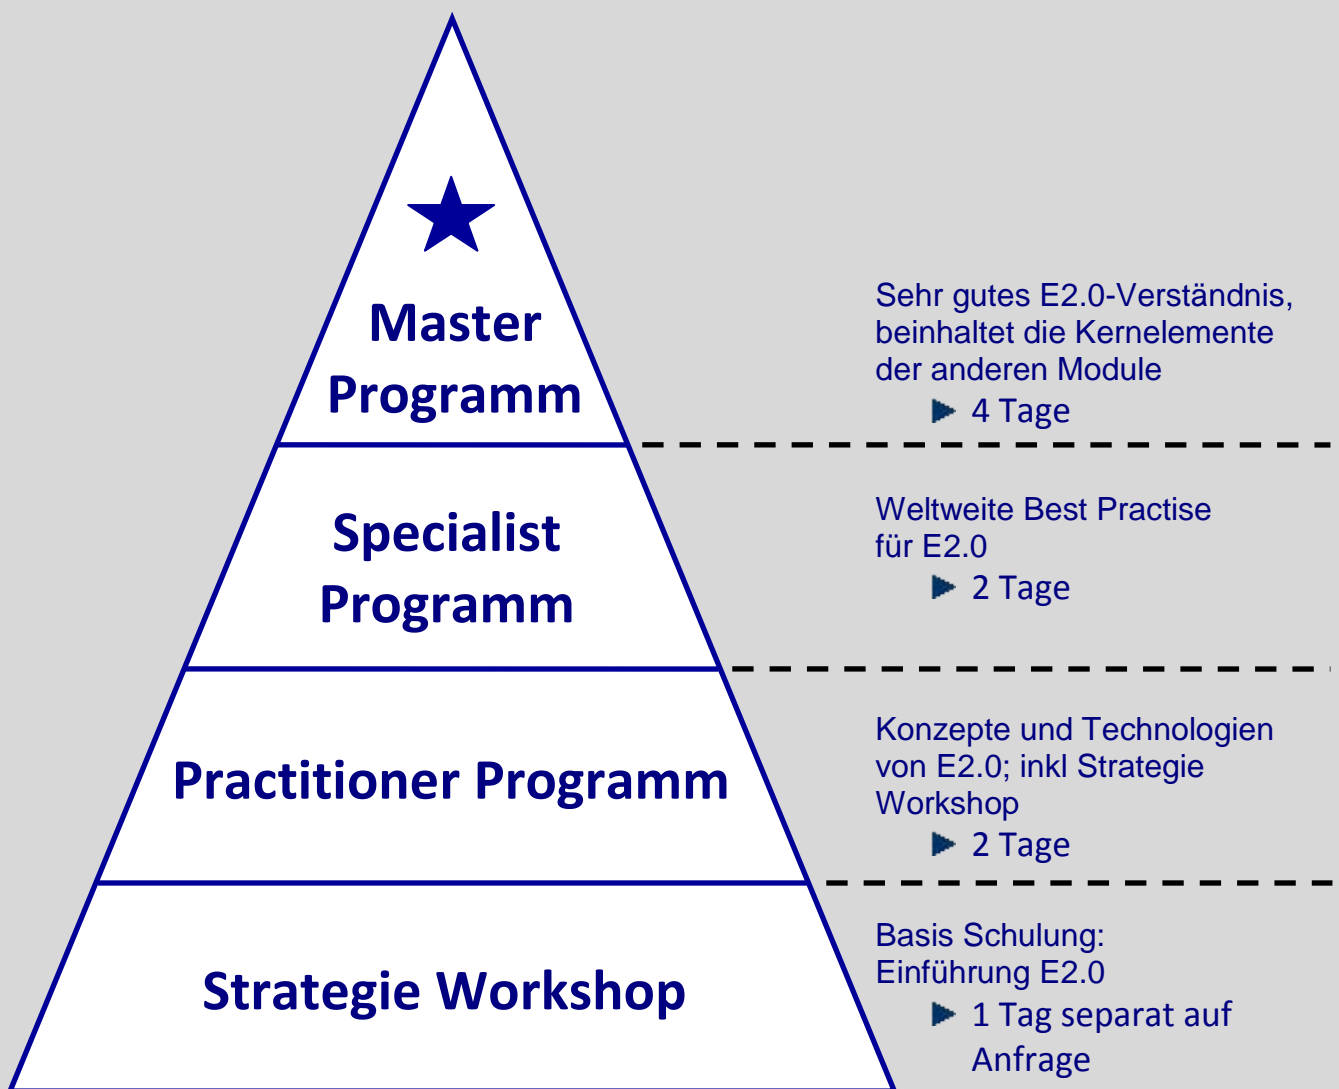 Master
Programm
Sehr gutes E2.0-Verständnis,
beinhaltet die Kernelemente
der anderen Module
4 Tage
Specialist
Programm
Weltweite Best Practise
für E2.0
2 Tage
Practitioner Programm
Konzepte und Technologien
von E2.0; inkl Strategie
Workshop
2 Tage
Strategie Workshop
Basis Schulung:
Einführung E2.0
1 Tag separat auf
Anfrage